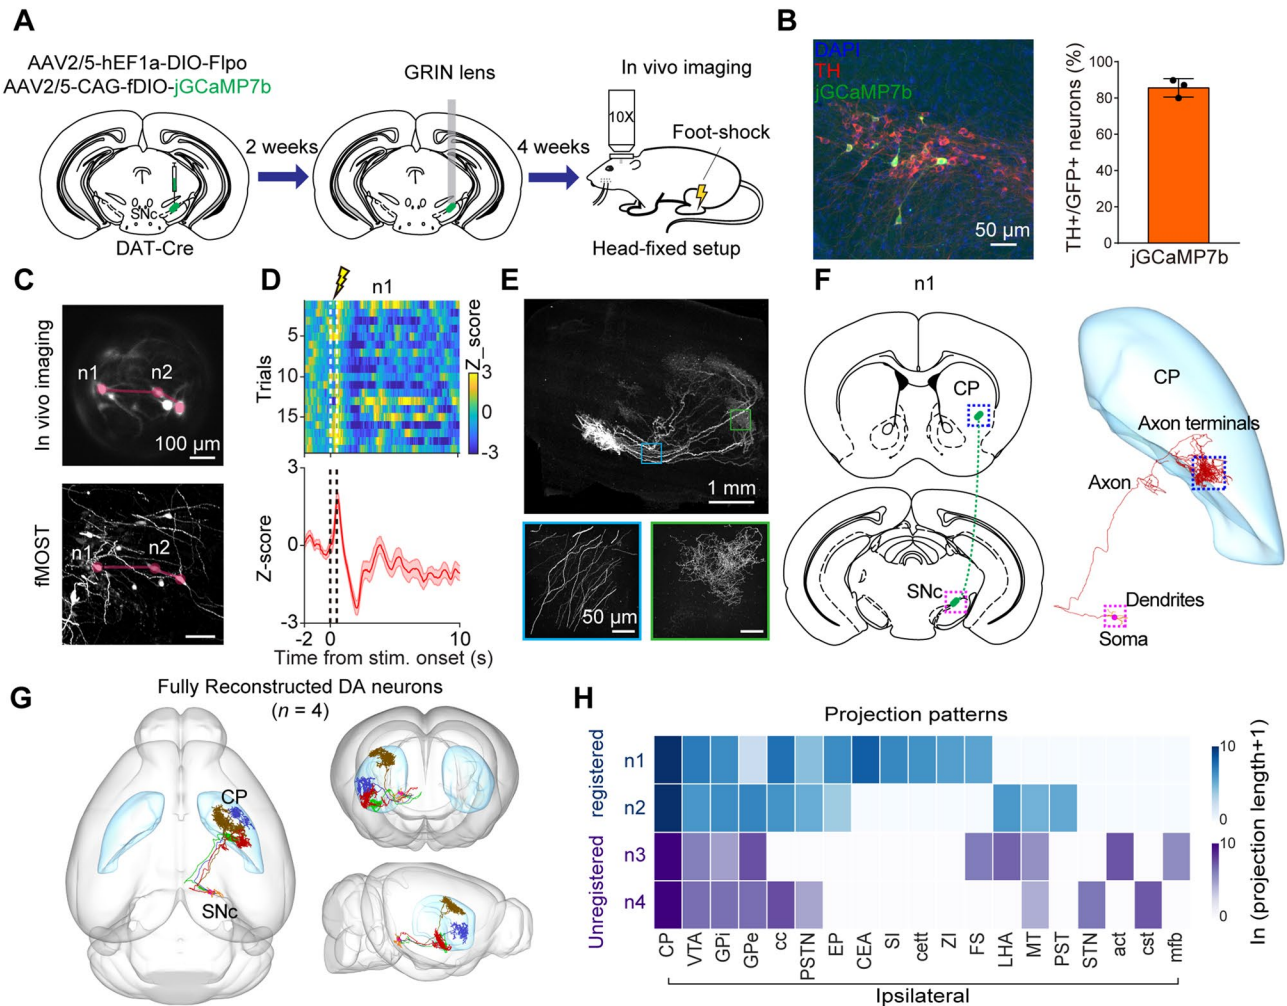 A
AAV2/5-hEF1a-DIO-Flpo
AAV2/5-CAG-fDIO-jGCaMP7b
SNc
DAT-Cre
2 weeks
GRIN lens
4 weeks
In vivo imaging
10X
Foot-shock
Head-fixed setup
B
DAPI
TH
jGCaMP7b
50 µm
TH+/GFP+ neurons (%)
100
80
60
40
20
0
jGCaMP7b
C
In vivo imaging
n1
n2
100 µm
fMOST
n1
n2
D
n1
Trials
5
10
15
Z_score
3
0
-3
Z-score
3
0
-3
-2
0
10
Time from stim. onset (s)
E
1 mm
50 µm
F
n1
CP
SNc
CP
Axon terminals
Axon
Dendrites
Soma
G
Fully Reconstructed DA neurons
(n = 4)
CP
SNc
H
Projection patterns
registered
n1
n2
Unregistered
n3
n4
10
0
10
0
ln (projection length+1)
CP
VTA
GPi
GPe
cc
PSTN
EP
CEA
SI
cett
ZI
FS
LHA
MT
PST
STN
act
cst
mfb
Ipsilateral